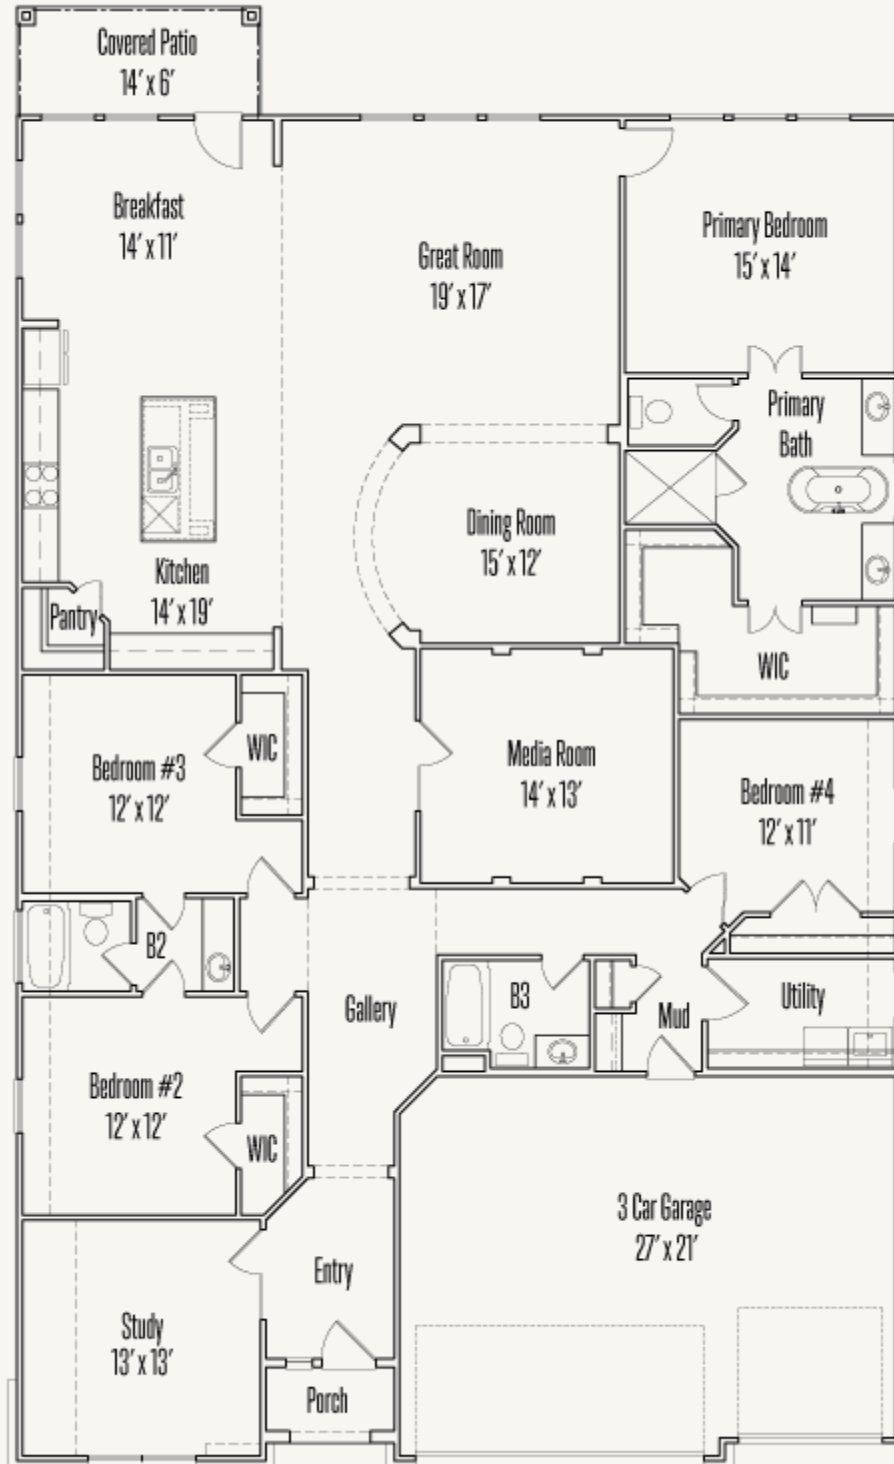 Covered Patio
14' x 6'
Breakfast
14' x 11'
Great Room
19' x 17'
Primary Bedroom
15' x 14'
Primary
Bath
Dining Room
15' x 12'
Kitchen
14' x 19'
Pantry
WIC
Bedroom #3
12' x 12'
WIC
Media Room
14' x 13'
Bedroom #4
12' x 11'
B2
Gallery
B3
Mud
Utility
Bedroom #2
12' x 12'
WIC
3 Car Garage
27' x 21'
Entry
Study
13' x 13'
Porch